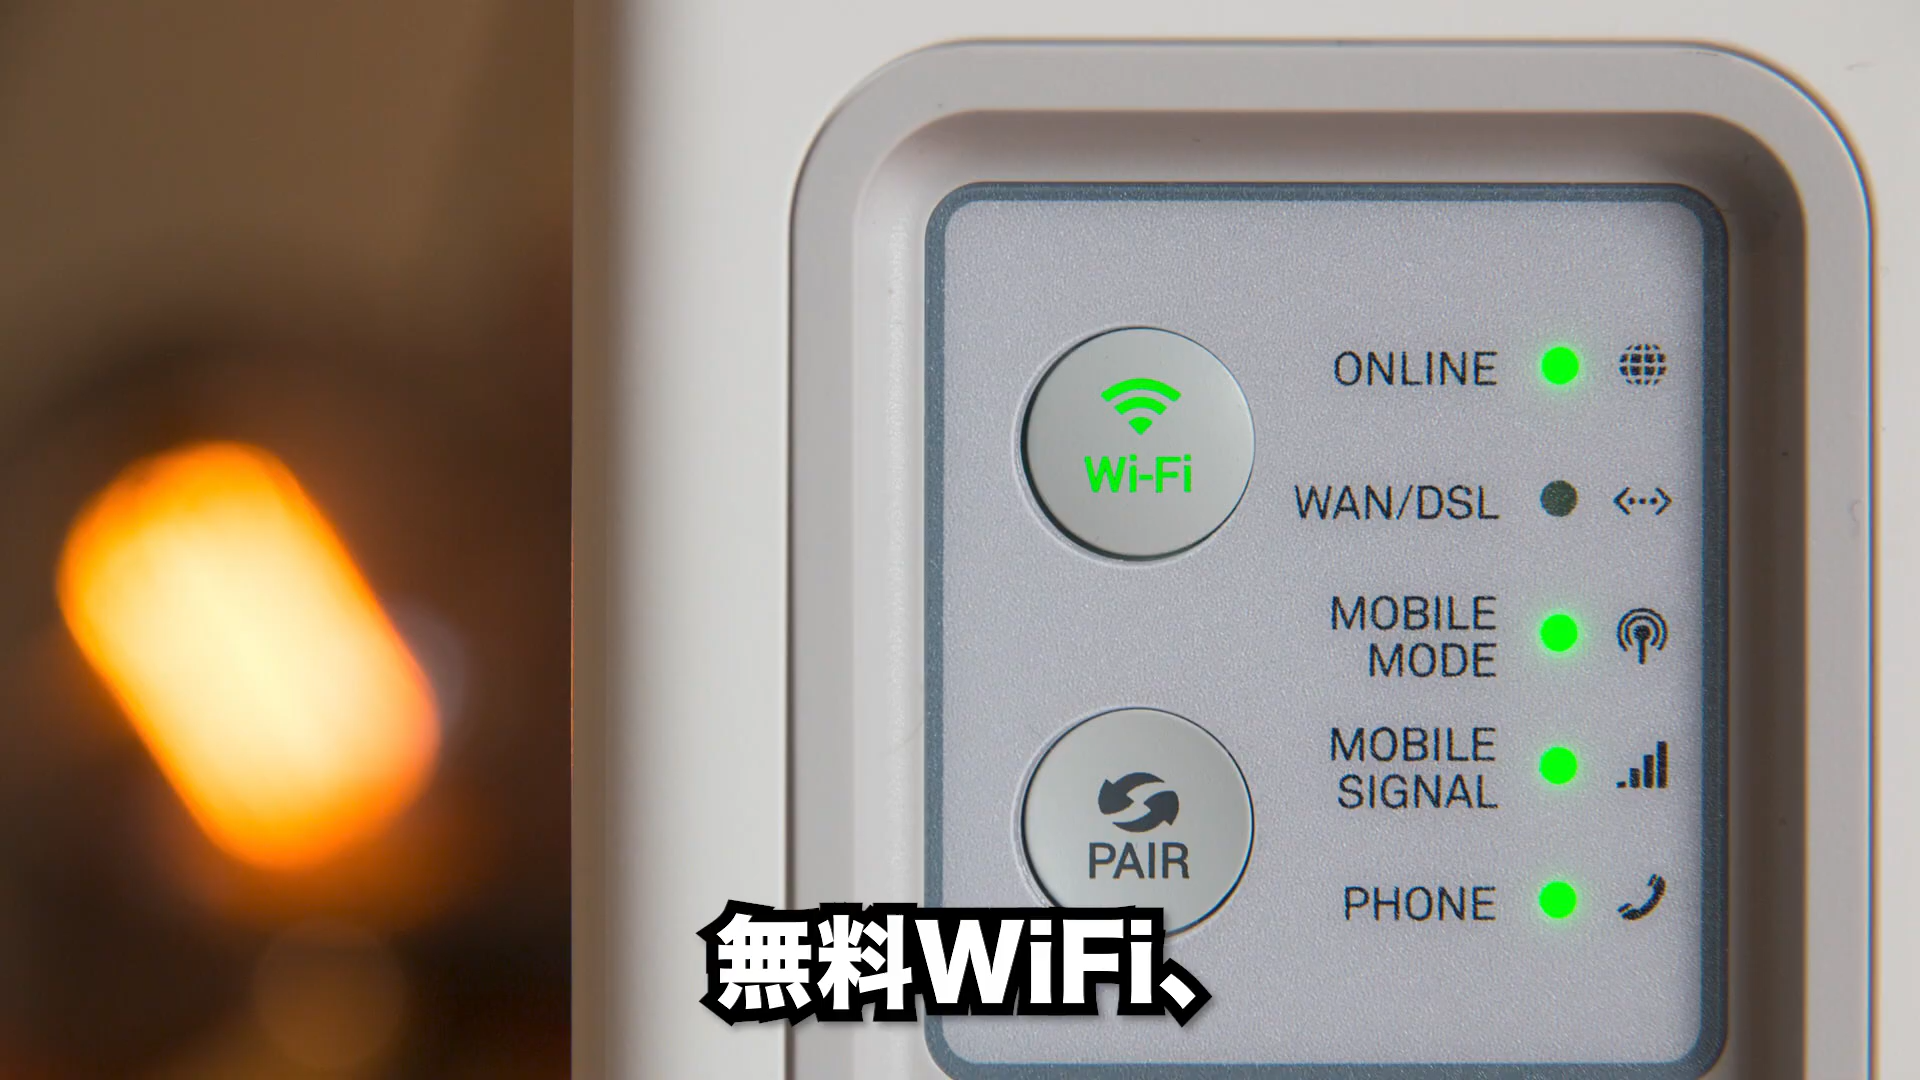 Wi-Fi
ONLINE
WAN/DSL
MOBILE
MODE
MOBILE
SIGNAL
PAIR
PHONE
無料WiFi、